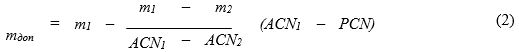 m₁ − m₂
mдоп = m₁ − ――――― (ACN₁ − PCN) (2)
ACN₁ − ACN₂